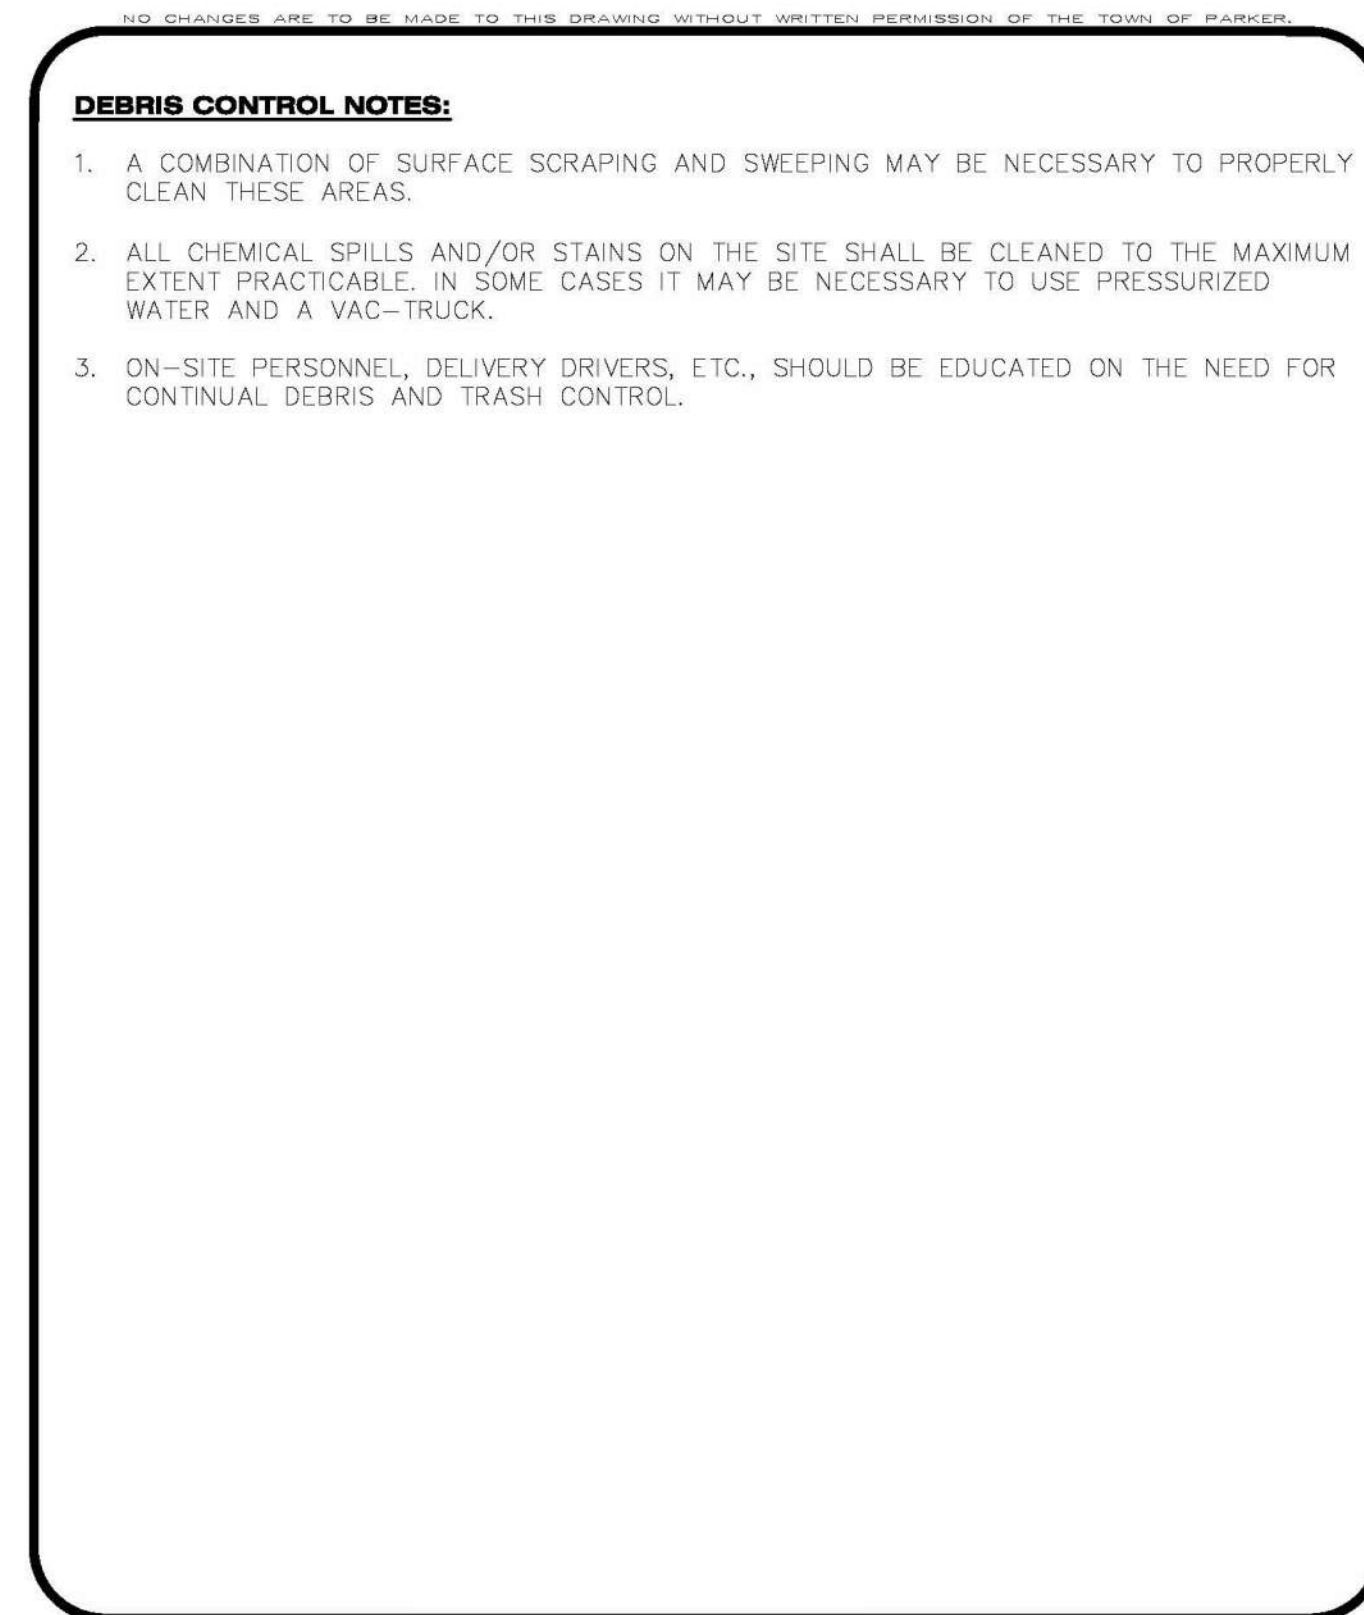 NO CHANGES ARE TO BE MADE TO THIS DRAWING WITHOUT WRITTEN PERMISSION OF THE TOWN OF PARKER.
DEBRIS CONTROL NOTES:
1. A COMBINATION OF SURFACE SCRAPING AND SWEEPING MAY BE NECESSARY TO PROPERLY
CLEAN THESE AREAS.
2. ALL CHEMICAL SPILLS AND/OR STAINS ON THE SITE SHALL BE CLEANED TO THE MAXIMUM
EXTENT PRACTICABLE. IN SOME CASES IT MAY BE NECESSARY TO USE PRESSURIZED
WATER AND A VAC-TRUCK.
3. ON-SITE PERSONNEL, DELIVERY DRIVERS, ETC., SHOULD BE EDUCATED ON THE NEED FOR
CONTINUAL DEBRIS AND TRASH CONTROL.